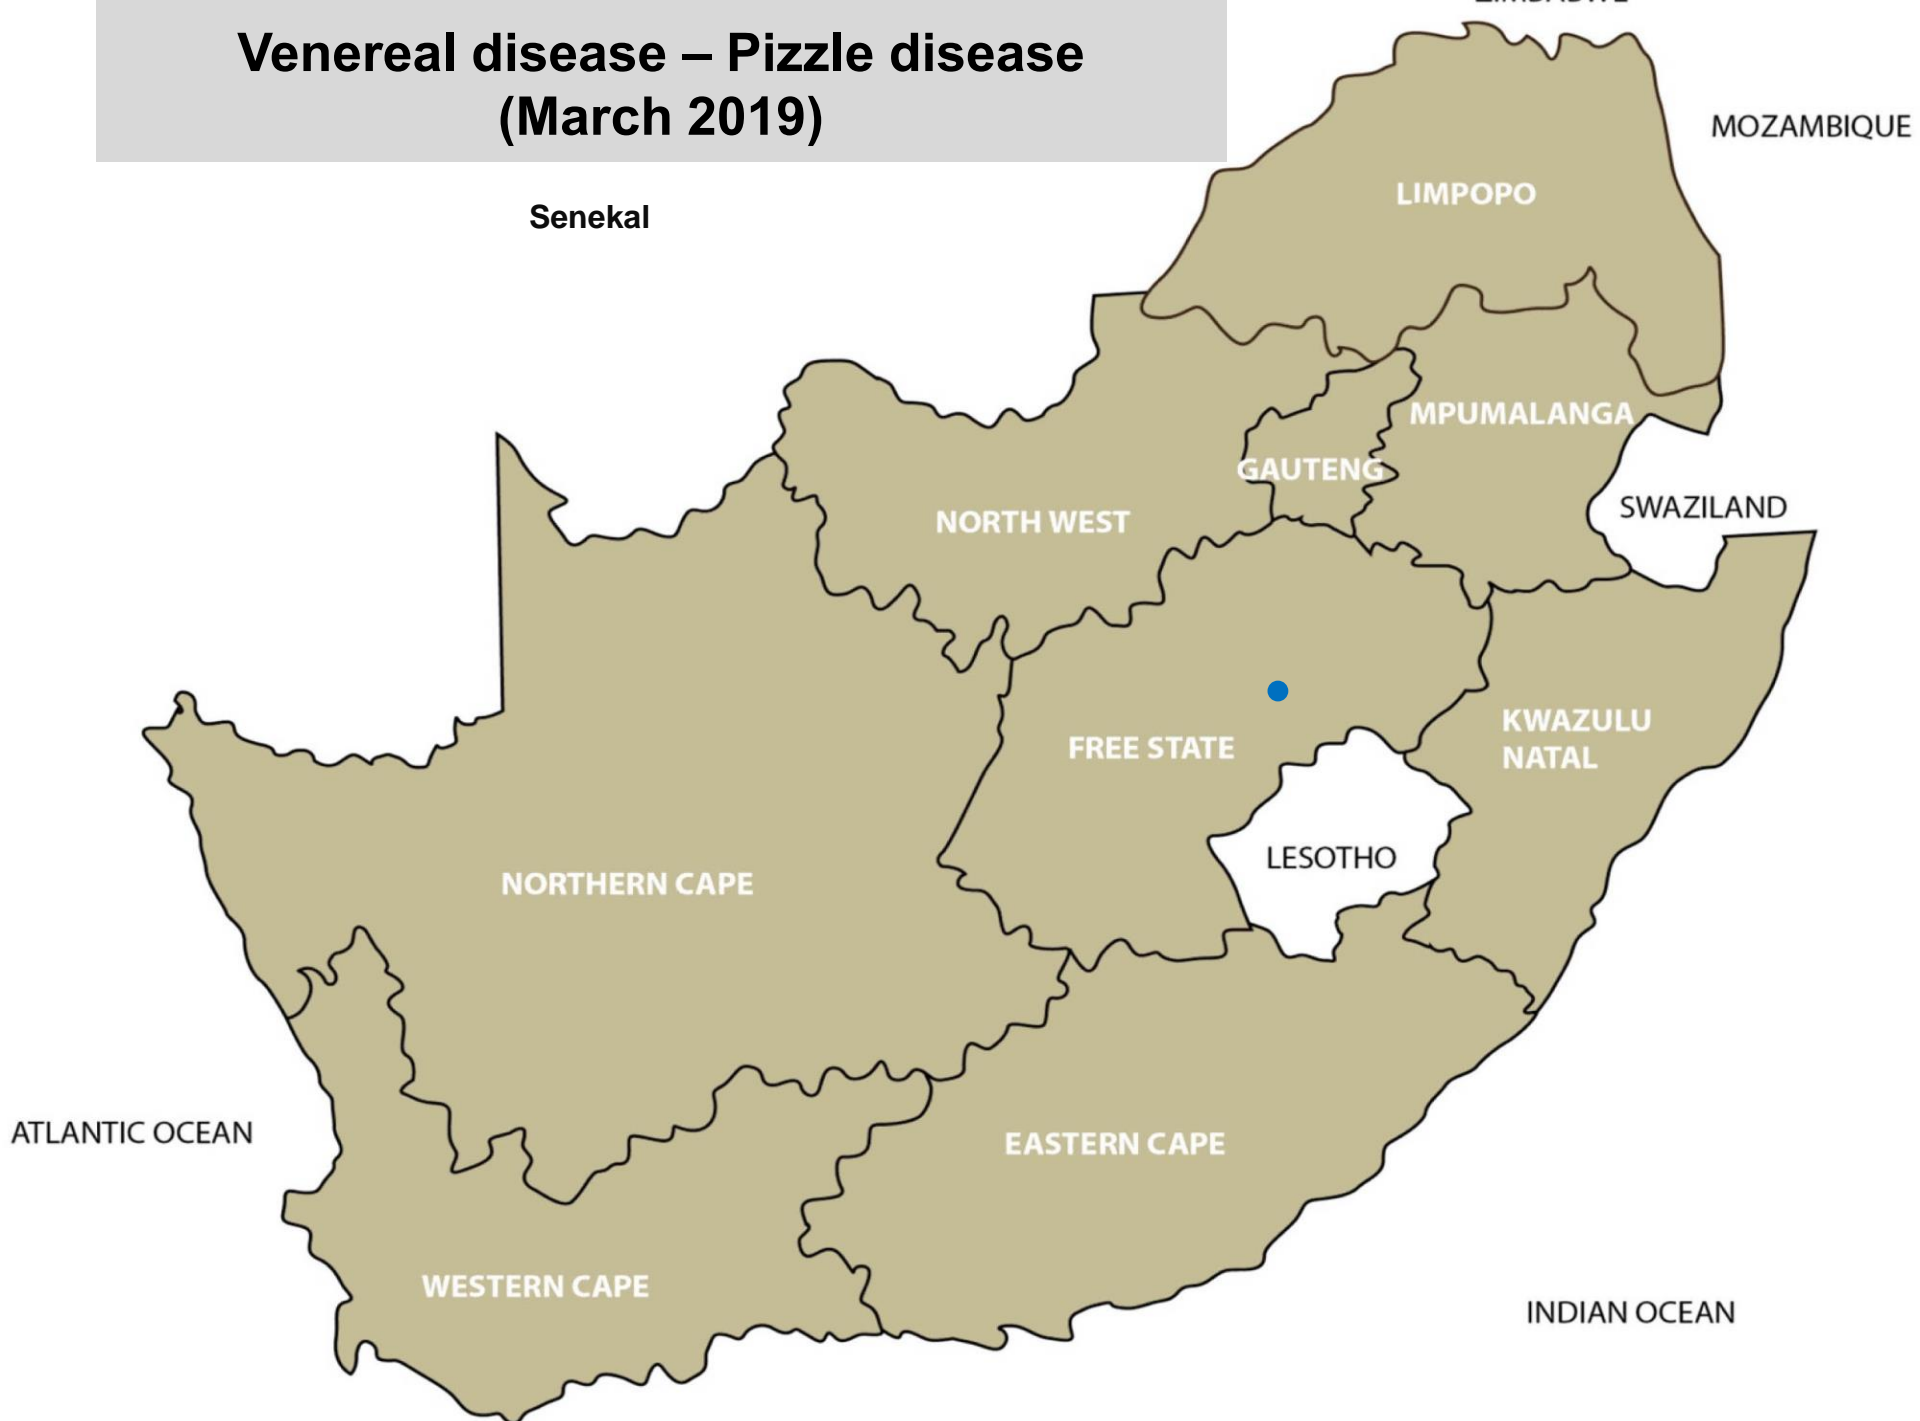 Venereal disease – Pizzle disease
(March 2019)
Senekal
MOZAMBIQUE
LIMPOPO
MPUMALANGA
GAUTENG
SWAZILAND
NORTH WEST
KWAZULU
NATAL
FREE STATE
LESOTHO
NORTHERN CAPE
ATLANTIC OCEAN
EASTERN CAPE
WESTERN CAPE
INDIAN OCEAN